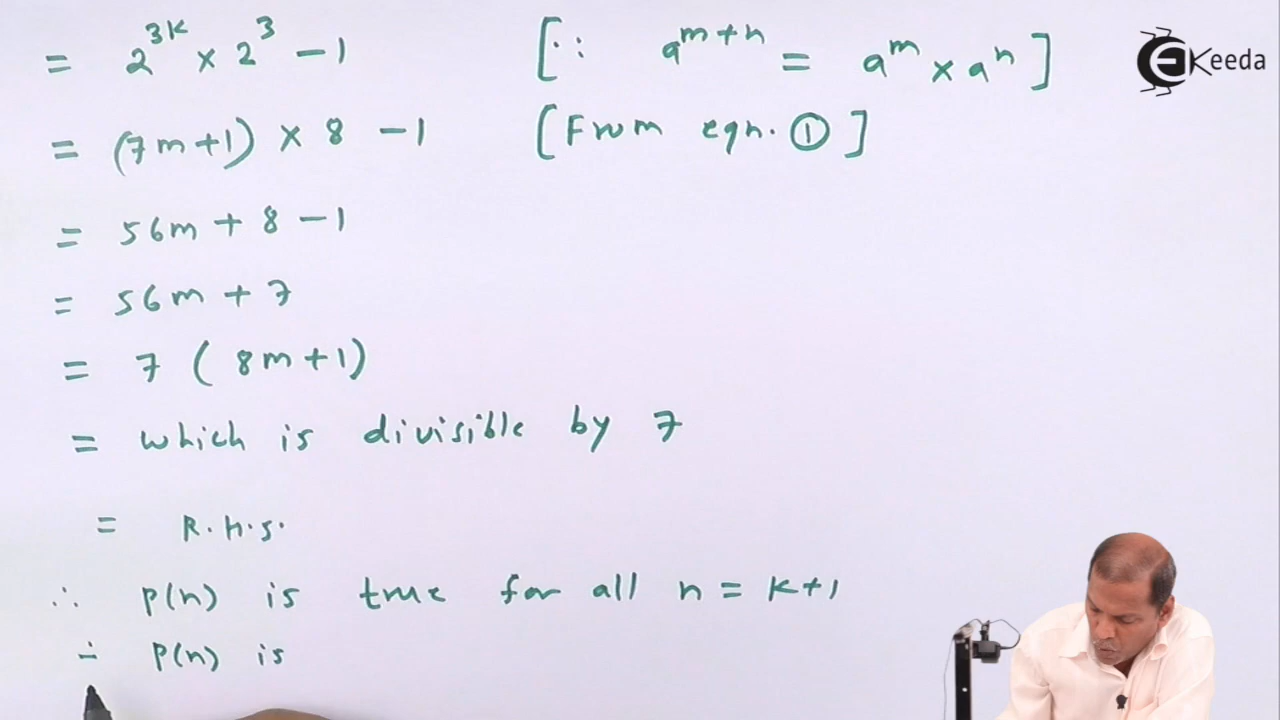 = 2^{3k} × 2^3 - 1 [∵ a^{m+n} = a^m × a^n]
= (7m+1) × 8 - 1 [From eqn. ①]
= 56m + 8 - 1
= 56m + 7
= 7 ( 8m+1)
= which is divisible by 7
= R.H.S.
∴ P(n) is true for all n = k+1
∴ P(n) is
EKeeda